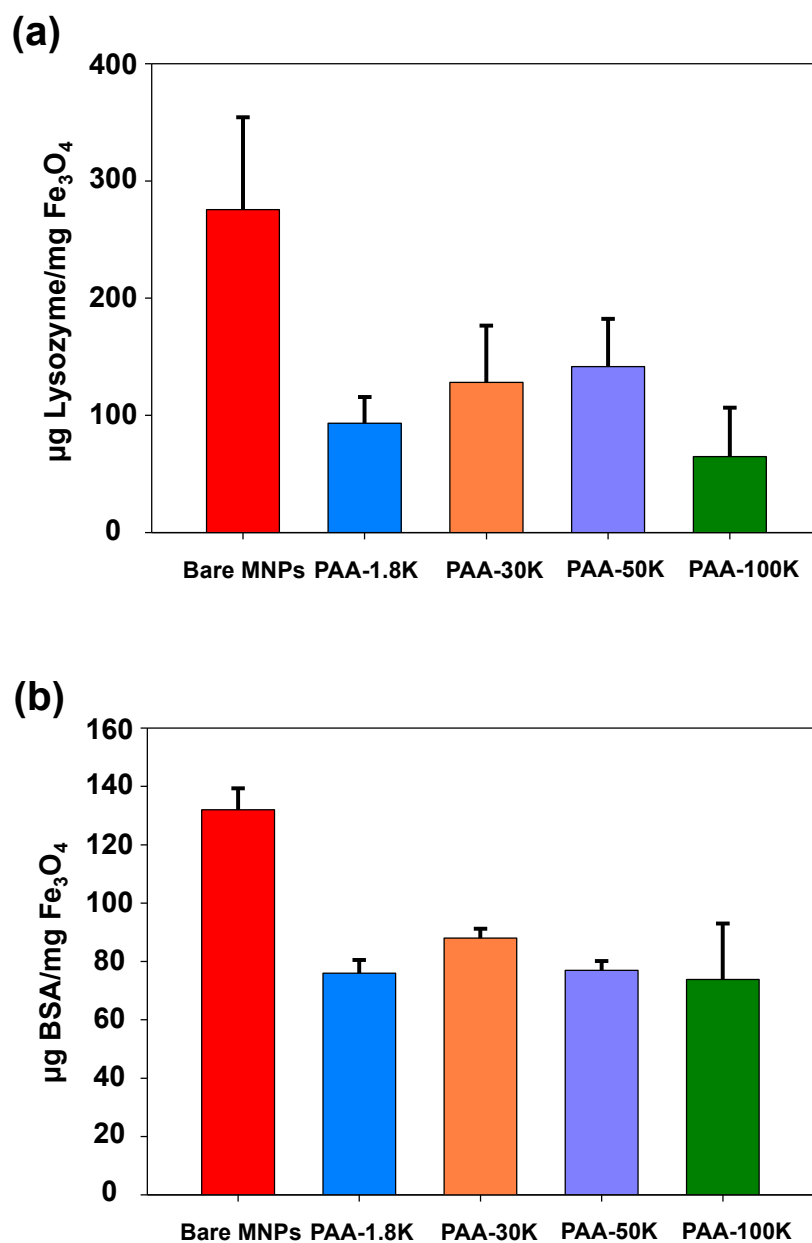 (a)
400
300
200
100
0
µg Lysozyme/mg Fe₃O₄
Bare MNPs PAA-1.8K PAA-30K PAA-50K PAA-100K
(b)
160
140
120
100
80
60
40
20
0
µg BSA/mg Fe₃O₄
Bare MNPs PAA-1.8K PAA-30K PAA-50K PAA-100K